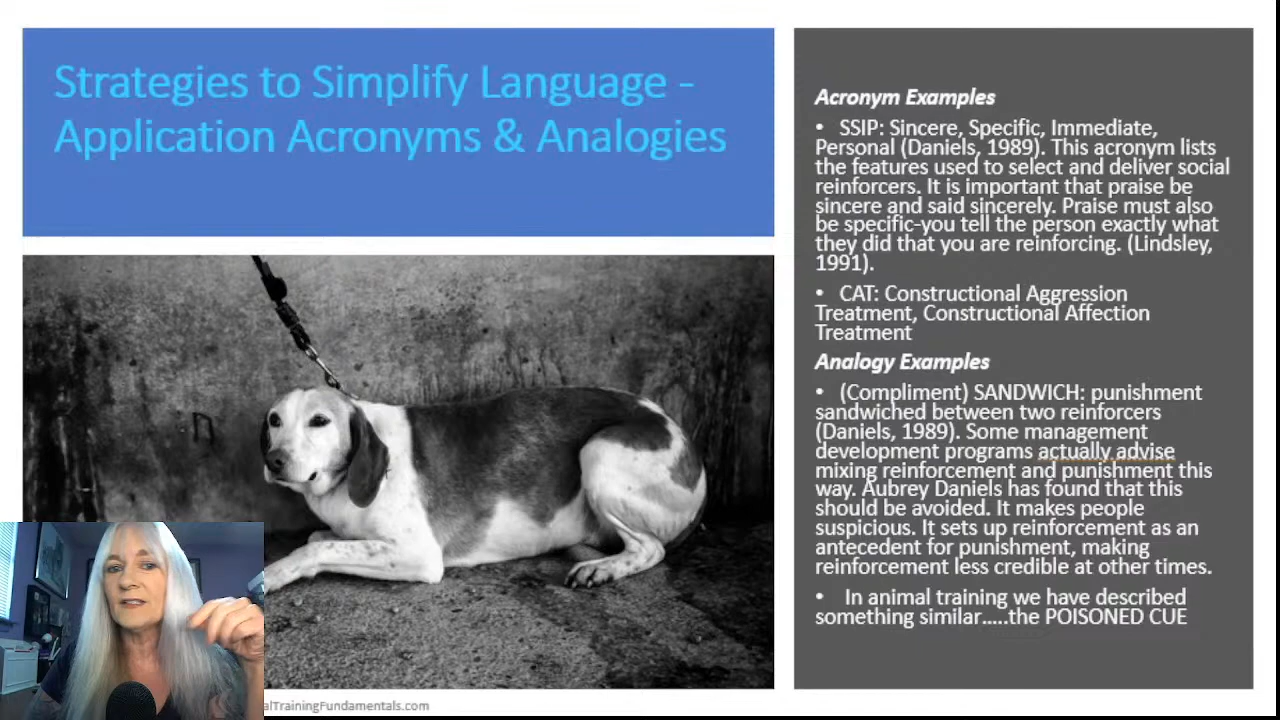 Strategies to Simplify Language -
Application Acronyms & Analogies
Acronym Examples
• SSIP: Sincere, Specific, Immediate,
Personal (Daniels, 1989). This acronym lists
the features used to select and deliver social
reinforcers. It is important that praise be
sincere and said sincerely. Praise must also
be specific-you tell the person exactly what
they did that you are reinforcing. (Lindsley,
1991).
• CAT: Constructional Aggression
Treatment, Constructional Affection
Treatment
Analogy Examples
• (Compliment) SANDWICH: punishment
sandwiched between two reinforcers
(Daniels, 1989). Some management
development programs actually advise
mixing reinforcement and punishment this
way. Aubrey Daniels has found that this
should be avoided. It makes people
suspicious. It sets up reinforcement as an
antecedent for punishment, making
reinforcement less credible at other times.
• In animal training we have described
something similar.....the POISONED CUE
alTrainingFundamentals.com